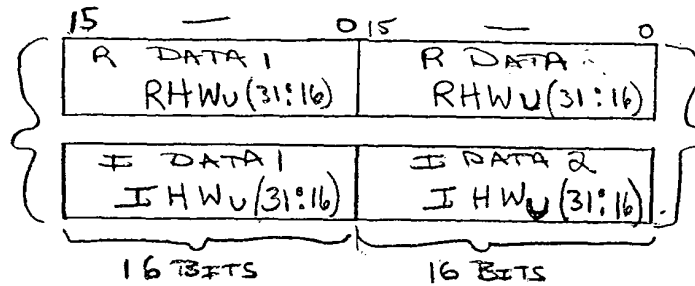 15 — 0 15 — 0
R DATA 1 R DATA
RHWU(31:16) RHWU(31:16)
I DATA 1 I DATA 2
IHWU(31:16) IHWU(31:16)
16 BITS 16 BITS